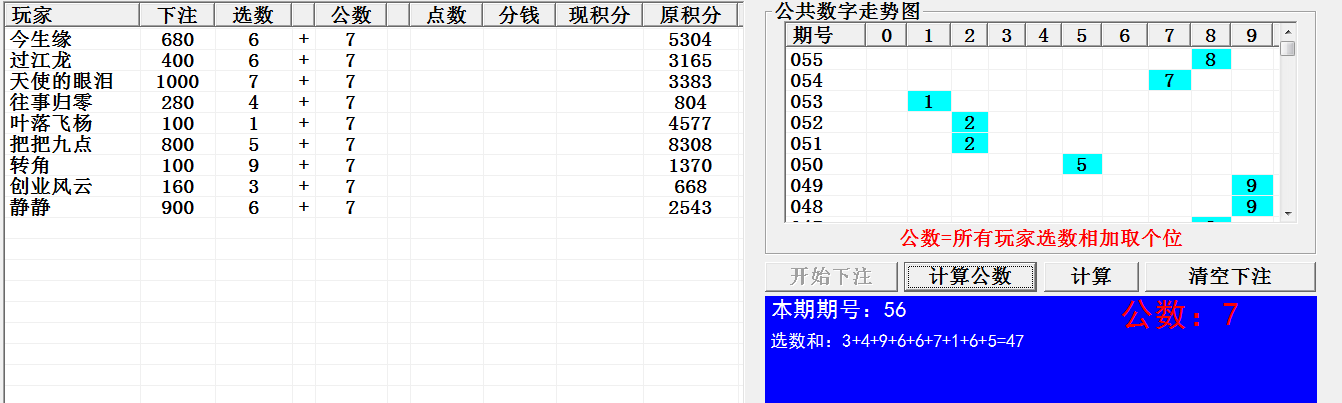 玩家 下注 选数 公数 点数 分钱 现积分 原积分
今生缘 680 6 + 7 5304
过江龙 400 6 + 7 3165
天使的眼泪 1000 7 + 7 3383
往事归零 280 4 + 7 804
叶落飞杨 100 1 + 7 4577
把把九点 800 5 + 7 8308
转角 100 9 + 7 1370
创业风云 160 3 + 7 668
静静 900 6 + 7 2543
公共数字走势图
期号 0 1 2 3 4 5 6 7 8 9
055 8
054 7
053 1
052 2
051 2
050 5
049 9
048 9
公数=所有玩家选数相加取个位
开始下注 计算公数 计算 清空下注
本期期号：56 公数：7
选数和：3+4+9+6+6+7+1+6+5=47